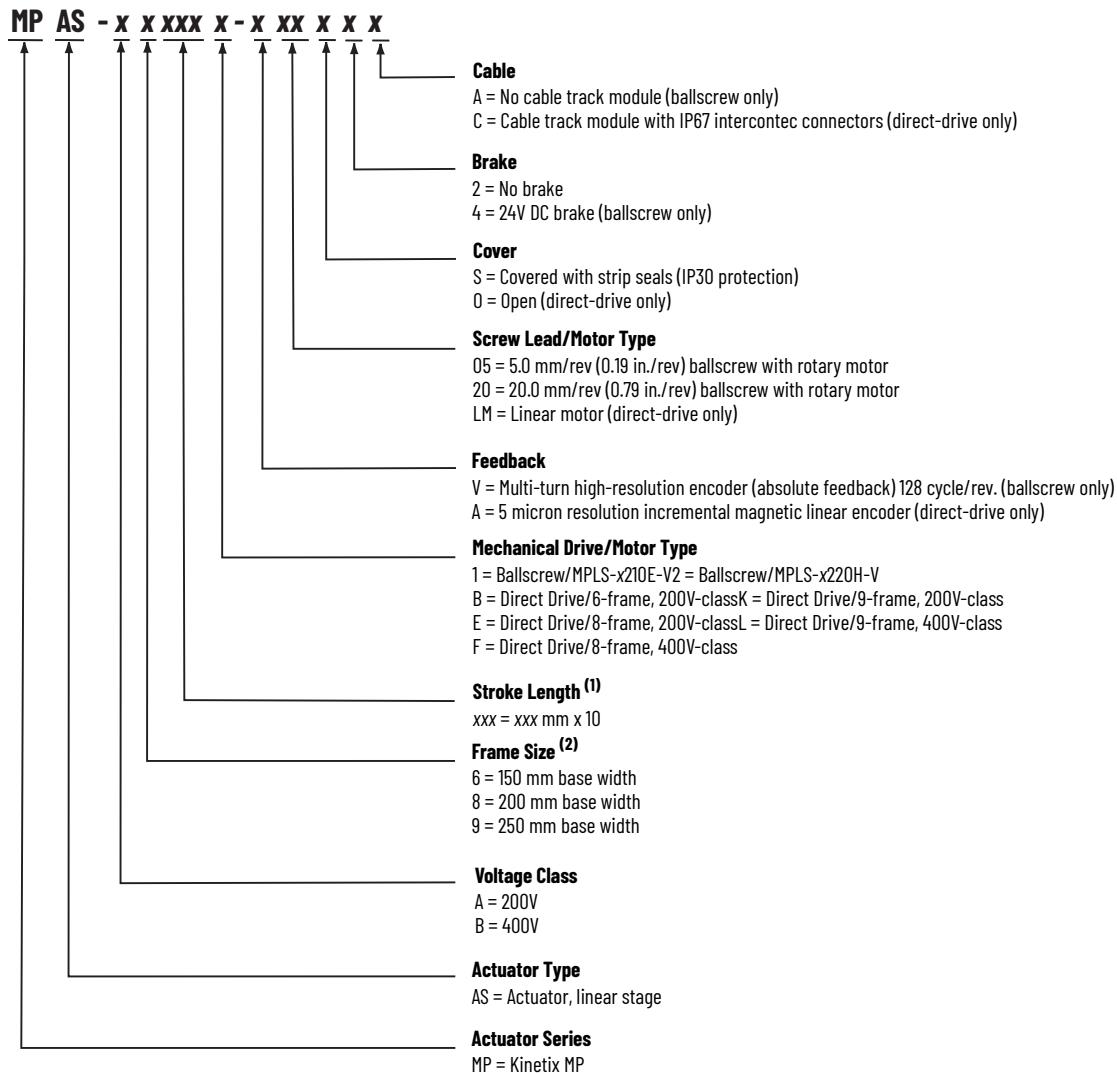 MP AS - x x xxx x - x xx x x x
Cable
A = No cable track module (ballscrew only)
C = Cable track module with IP67 intercontec connectors (direct-drive only)
Brake
2 = No brake
4 = 24V DC brake (ballscrew only)
Cover
S = Covered with strip seals (IP30 protection)
O = Open (direct-drive only)
Screw Lead/Motor Type
05 = 5.0 mm/rev (0.19 in./rev) ballscrew with rotary motor
20 = 20.0 mm/rev (0.79 in./rev) ballscrew with rotary motor
LM = Linear motor (direct-drive only)
Feedback
V = Multi-turn high-resolution encoder (absolute feedback) 128 cycle/rev. (ballscrew only)
A = 5 micron resolution incremental magnetic linear encoder (direct-drive only)
Mechanical Drive/Motor Type
1 = Ballscrew/MPLS-x210E-V2 = Ballscrew/MPLS-x220H-V
B = Direct Drive/6-frame, 200V-classK = Direct Drive/9-frame, 200V-class
E = Direct Drive/8-frame, 200V-classL = Direct Drive/9-frame, 400V-class
F = Direct Drive/8-frame, 400V-class
Stroke Length (1)
xxx = xxx mm x 10
Frame Size (2)
6 = 150 mm base width
8 = 200 mm base width
9 = 250 mm base width
Voltage Class
A = 200V
B = 400V
Actuator Type
AS = Actuator, linear stage
Actuator Series
MP = Kinetix MP